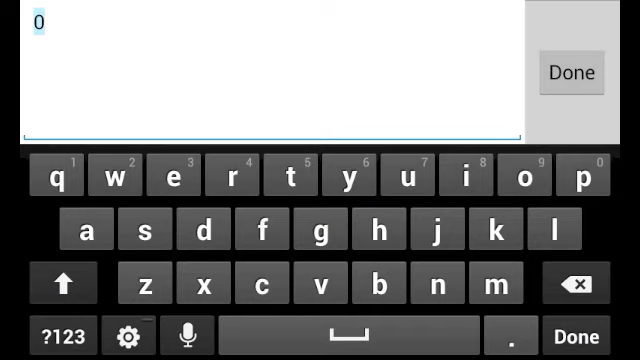 0
Done
q 1 w 2 e 3 r 4 t 5 y 6 u 7 i 8 o 9 p 0
a s d f g h j k l
z x c v b n m
?123 . Done